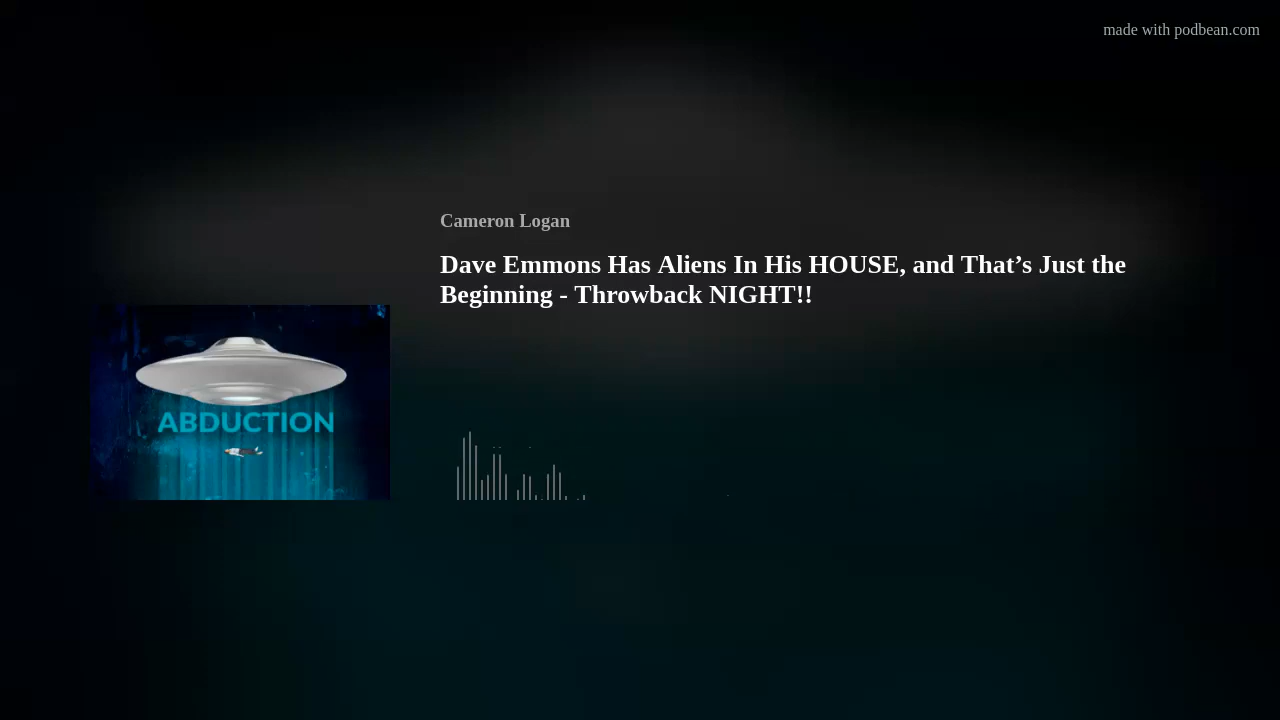 made with podbean.com
Cameron Logan
Dave Emmons Has Aliens In His HOUSE, and That’s Just the
Beginning - Throwback NIGHT!!
ABDUCTION